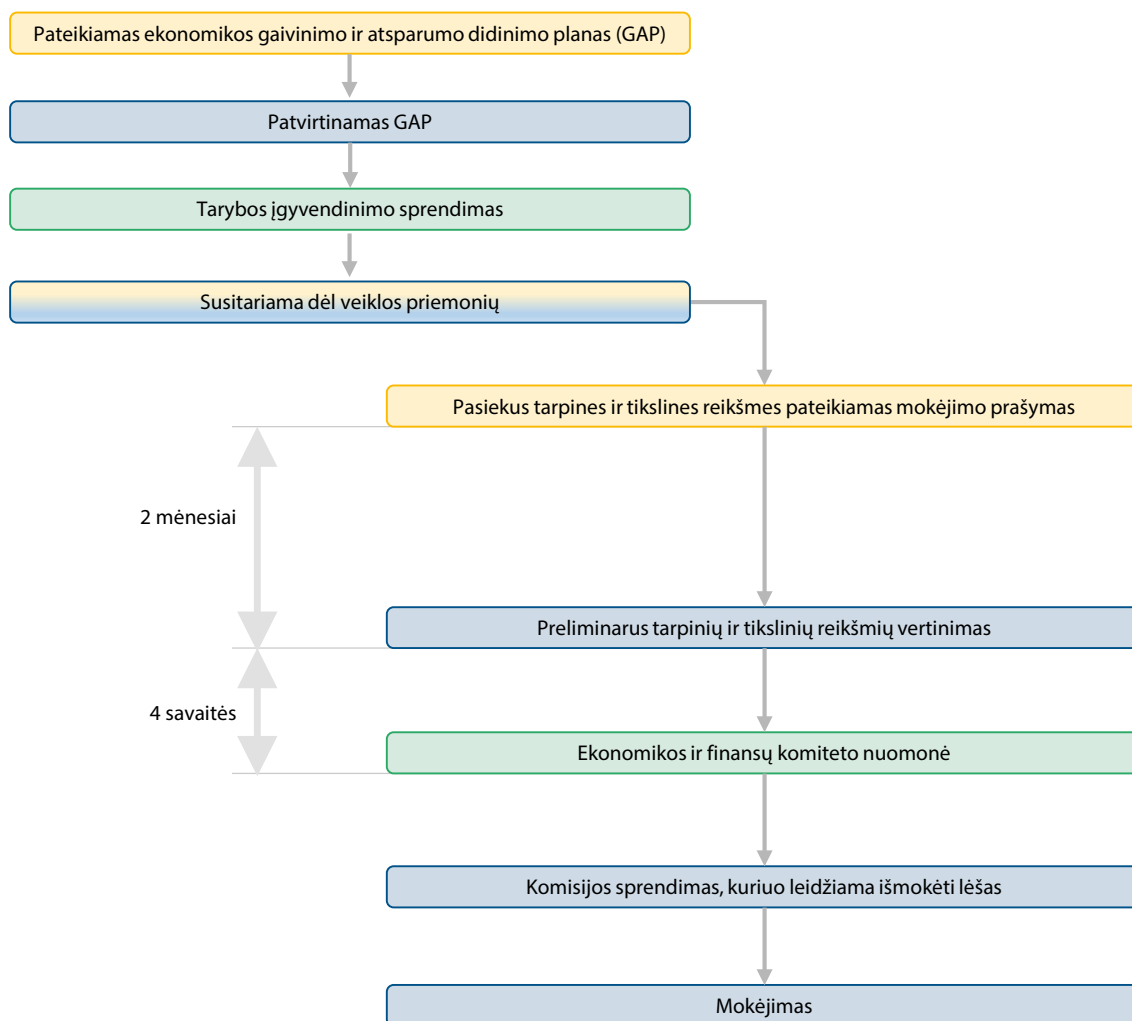 Pateikiamas ekonomikos gaivinimo ir atsparumo didinimo planas (GAP)
Patvirtinamas GAP
Tarybos įgyvendinimo sprendimas
Susitariama dėl veiklos priemonių
Pasiekus tarpines ir tikslines reikšmes pateikiamas mokėjimo prašymas
2 mėnesiai
Preliminarus tarpinių ir tikslinių reikšmių vertinimas
4 savaitės
Ekonomikos ir finansų komiteto nuomonė
Komisijos sprendimas, kuriuo leidžiama išmokėti lėšas
Mokėjimas